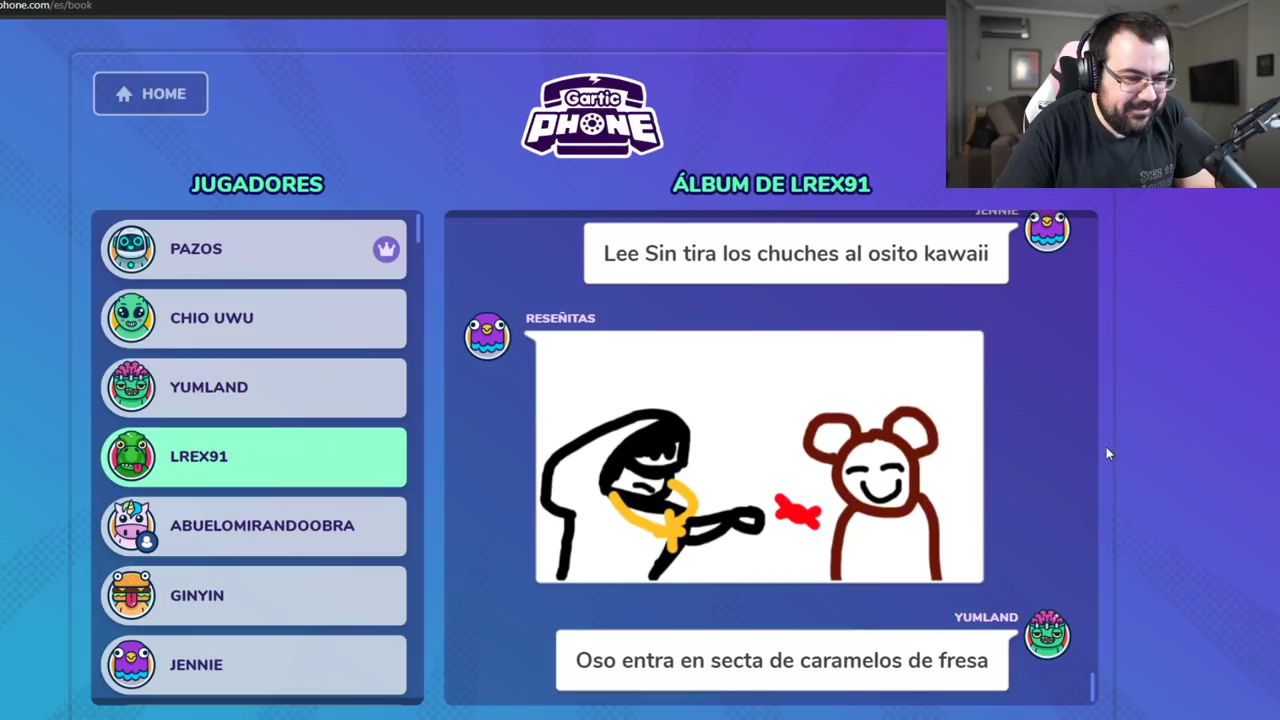 phone.com/es/book
HOME
Gartic
PHONE
JUGADORES
ÁLBUM DE LREX91
PAZOS
CHIO UWU
YUMLAND
LREX91
ABUELOMIRANDOOBRA
GINYIN
JENNIE
JENNIE
Lee Sin tira los chuches al osito kawaii
RESEÑITAS
YUMLAND
Oso entra en secta de caramelos de fresa